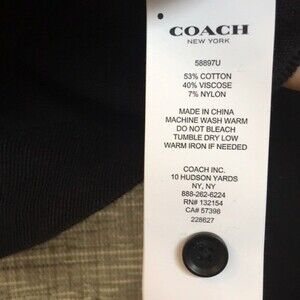 COACH
NEW YORK
58897U
53% COTTON
40% VISCOSE
7% NYLON
MADE IN CHINA
MACHINE WASH WARM
DO NOT BLEACH
TUMBLE DRY LOW
WARM IRON IF NEEDED
COACH INC.
10 HUDSON YARDS
NY, NY
888-262-6224
RN# 132154
CA# 57398
228627